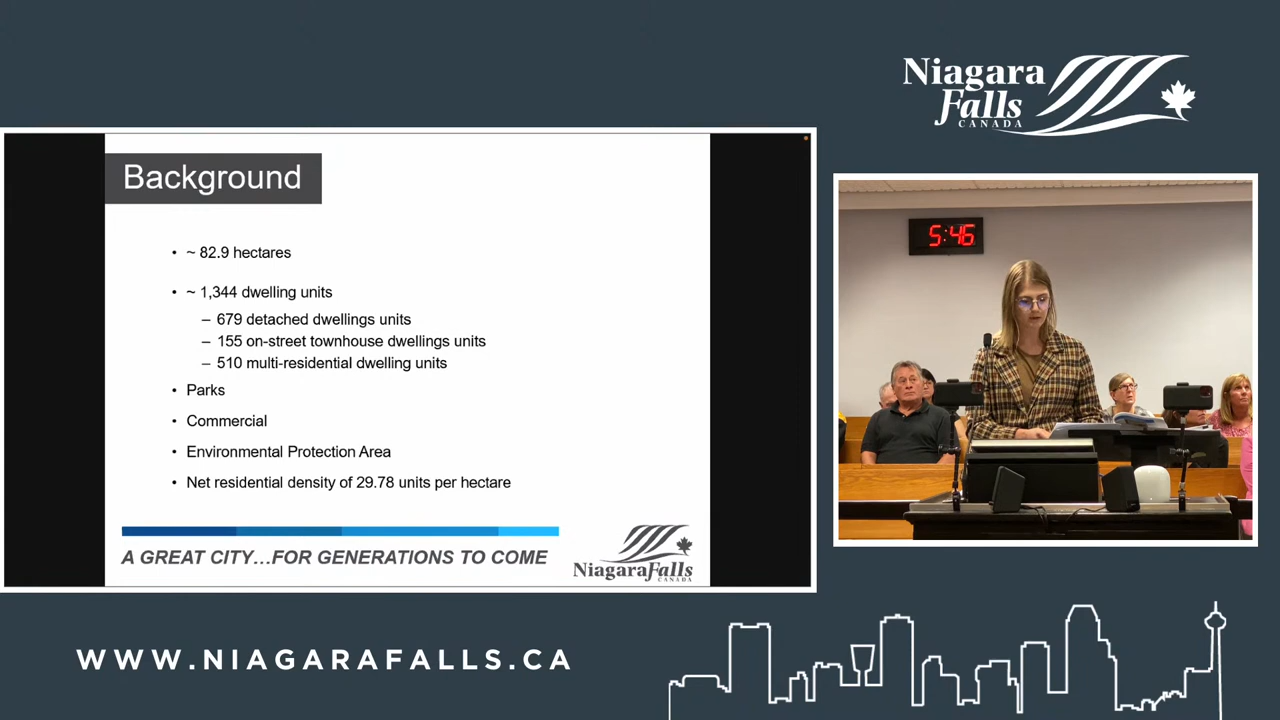 Niagara
Falls
CANADA
Background
• ~ 82.9 hectares
• ~ 1,344 dwelling units
– 679 detached dwellings units
– 155 on-street townhouse dwellings units
– 510 multi-residential dwelling units
• Parks
• Commercial
• Environmental Protection Area
• Net residential density of 29.78 units per hectare
A GREAT CITY...FOR GENERATIONS TO COME
NiagaraFalls
CANADA
5:46
WWW.NIAGARAFALLS.CA